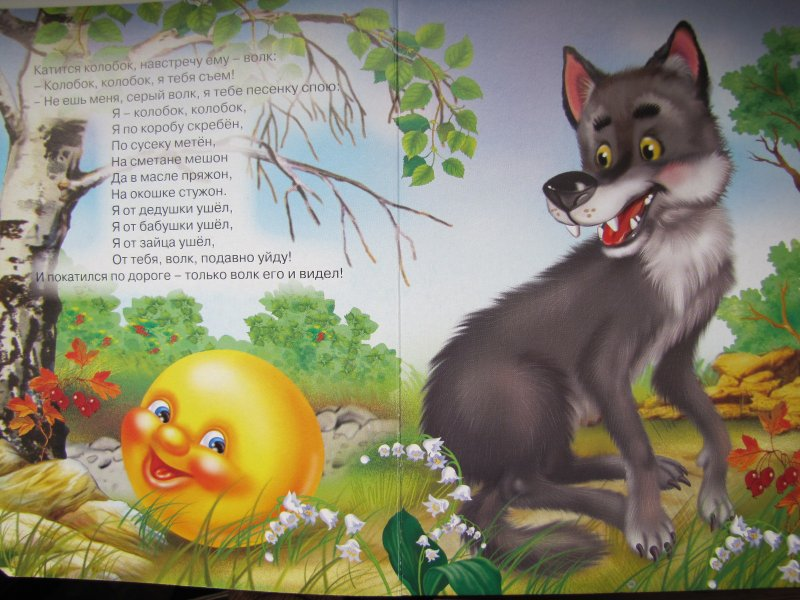 Катится колобок, навстречу ему – волк:
– Колобок, колобок, я тебя съем!
– Не ешь меня, серый волк, я тебе песенку спою:
Я – колобок, колобок,
Я по коробу скребён,
По сусеку метён,
На сметане мешон
Да в масле пряжон,
На окошке стужон.
Я от дедушки ушёл,
Я от бабушки ушёл,
Я от зайца ушёл,
От тебя, волк, подавно уйду!
И покатился по дороге – только волк его и видел!